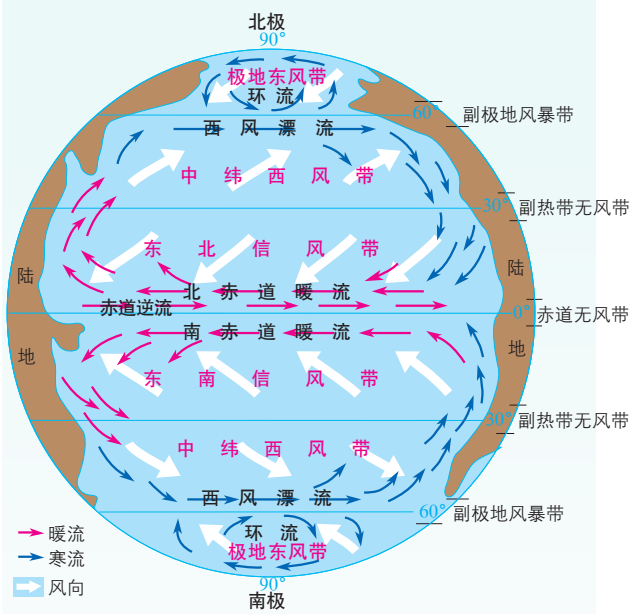 北极
90°
极地东风带
环流
60°
副极地风暴带
西风漂流
中纬西风带
30°
副热带无风带
东北信风带
陆
陆
北赤道暖流
赤道逆流
0°
赤道无风带
南赤道暖流
地
地
东南信风带
30°
副热带无风带
中纬西风带
西风漂流
60°
副极地风暴带
环流
极地东风带
90°
南极
暖流
寒流
风向